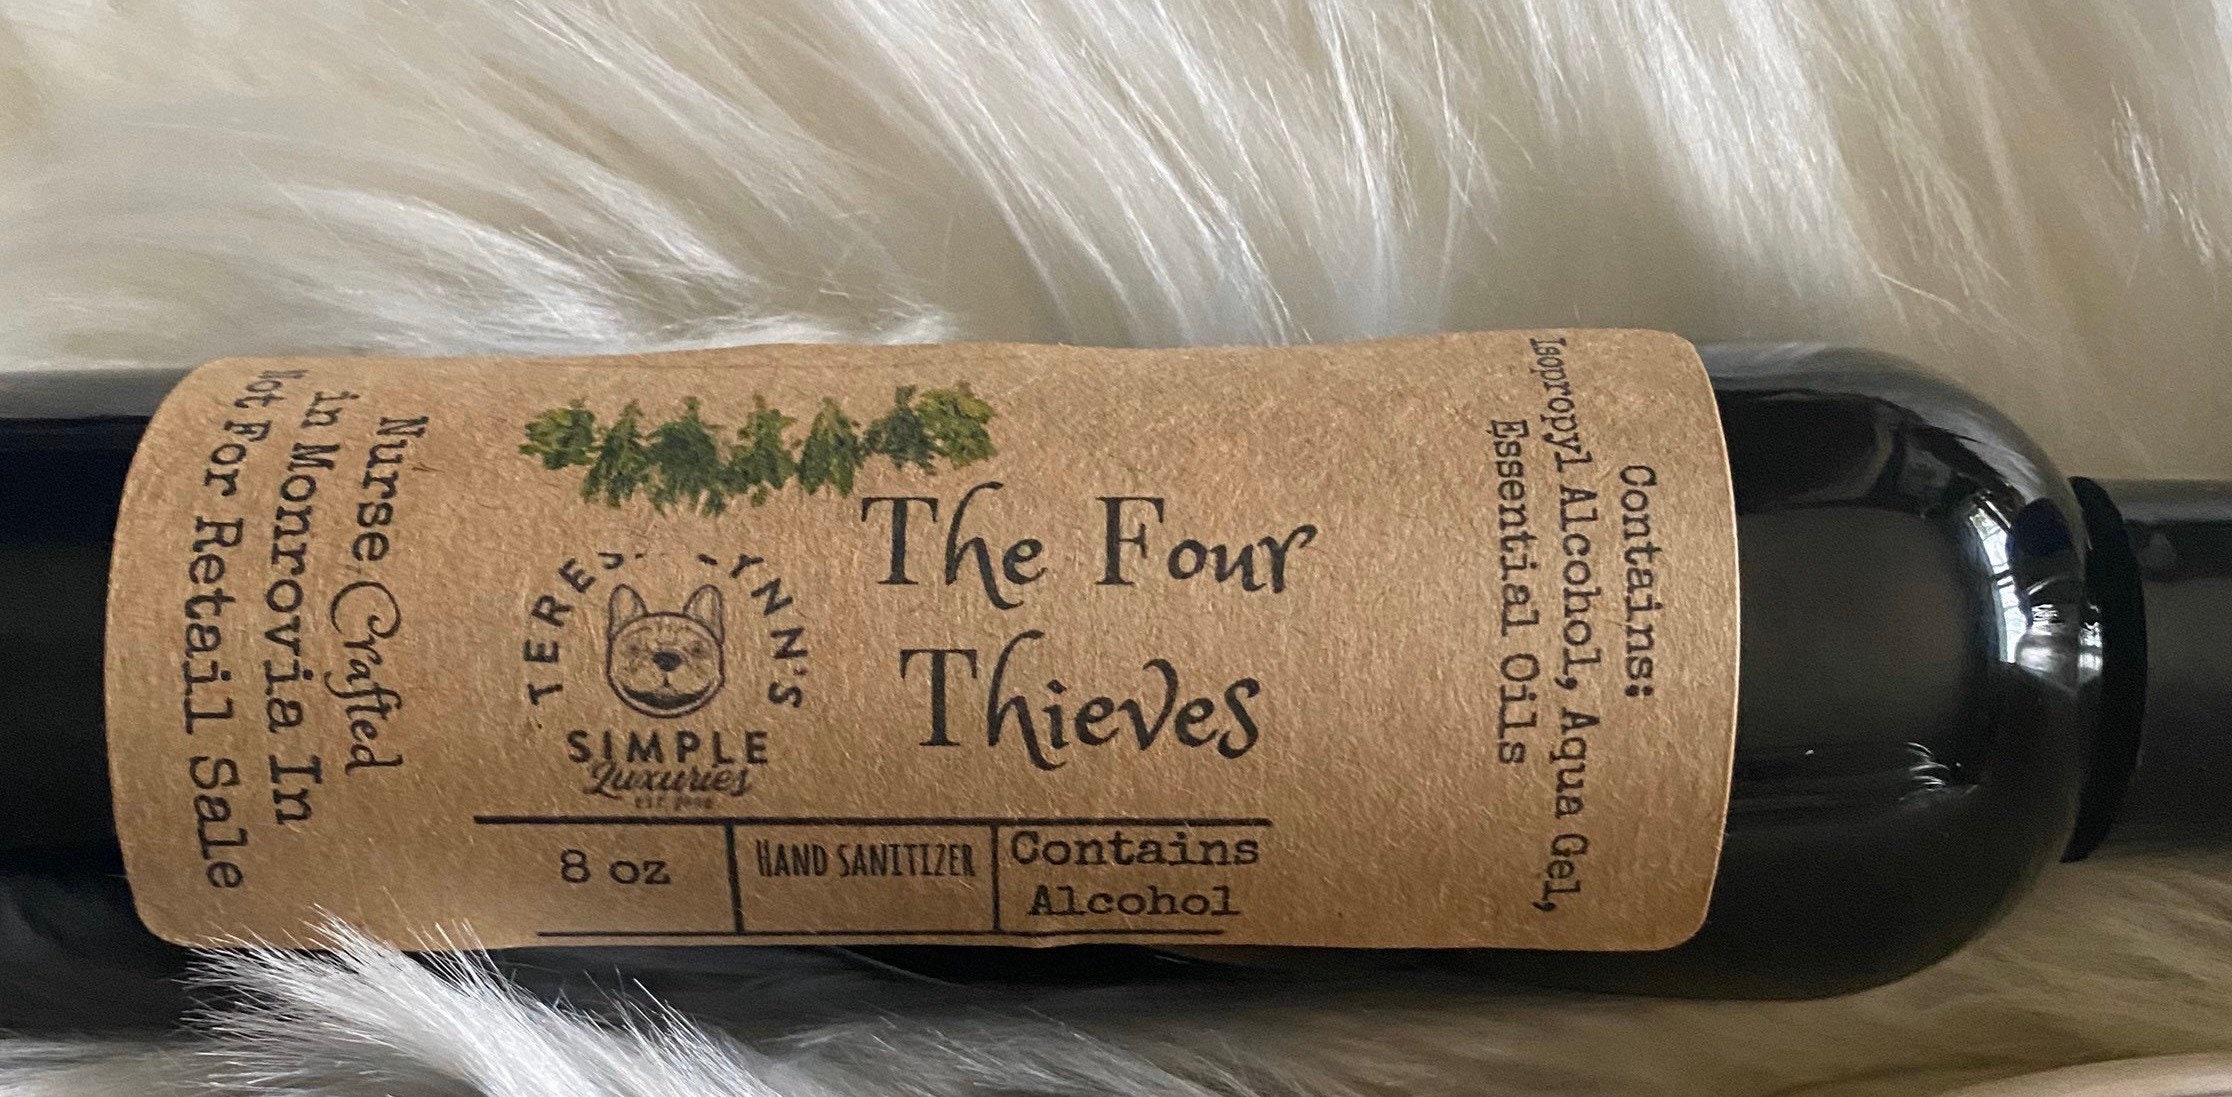 Nurse Crafted
in Monrovia In
Not For Retail Sale
SIMPLE
Luxuries
The Four
Thieves
8 oz
HAND SANITIZER
Contains
Alcohol
Contains:
Isopropyl Alcohol, Aqua Gel,
Essential Oils